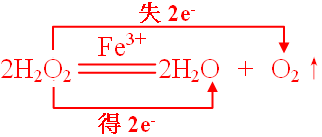 失 2e⁻
Fe³⁺
2H₂O₂ ═══ 2H₂O + O₂ ↑
得 2e⁻